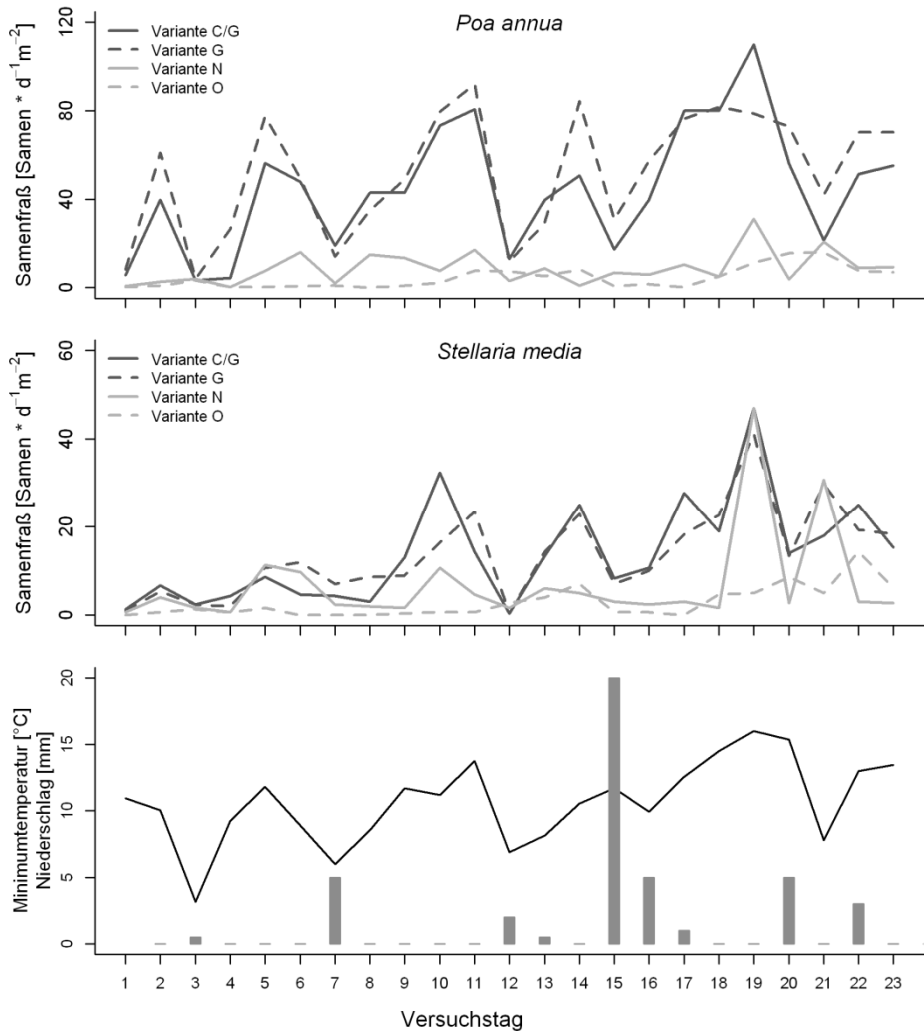 Poa annua
Samenfraß [Samen * d⁻¹m⁻²]
120
80
40
0
Variante C/G
Variante G
Variante N
Variante O
Stellaria media
Samenfraß [Samen * d⁻¹m⁻²]
60
40
20
0
Variante C/G
Variante G
Variante N
Variante O
Minimumtemperatur [°C]
Niederschlag [mm]
20
15
10
5
0
1 2 3 4 5 6 7 8 9 10 11 12 13 14 15 16 17 18 19 20 21 22 23
Versuchstag